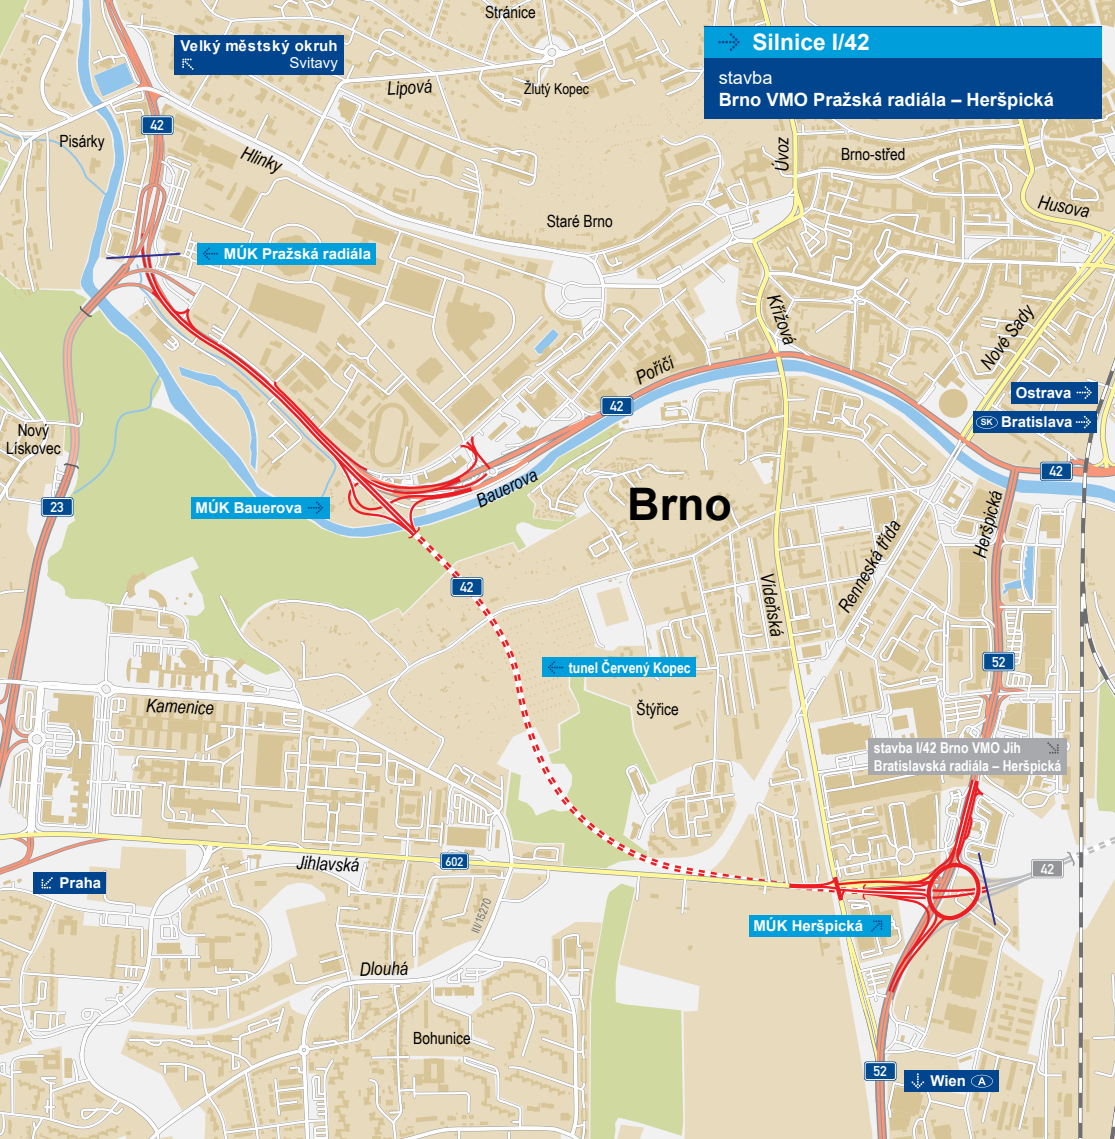 Stránice
Velký městský okruh
Svitavy
Silnice I/42
stavba
Brno VMO Pražská radiála – Heršpická
Lipová
Žlutý Kopec
42
Pisárky
Hlinky
Úvoz
Brno-střed
Husova
Staré Brno
MÚK Pražská radiála
Křížová
Nové Sady
Poříčí
Ostrava
42
SK Bratislava
Nový
Lískovec
42
23
MÚK Bauerova
Bauerova
Brno
Heršpická
Renneská třída
Vídeňská
42
52
tunel Červený Kopec
Kamenice
Štýřice
stavba I/42 Brno VMO Jih
Bratislavská radiála – Heršpická
Jihlavská
602
42
Praha
III/15270
MÚK Heršpická
Dlouhá
Bohunice
52
Wien A